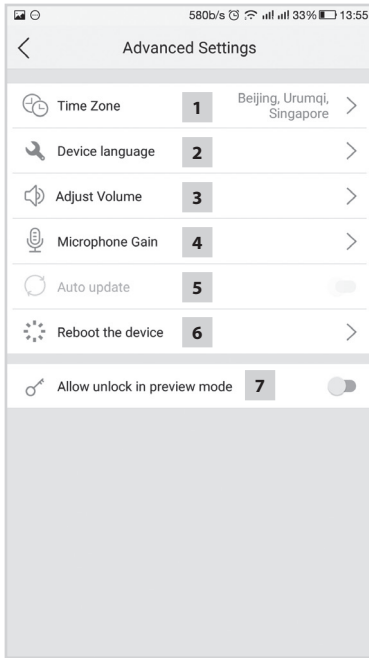 580b/s 33% 13:55
Advanced Settings
Time Zone 1 Beijing, Urumqi,
Singapore
Device language 2
Adjust Volume 3
Microphone Gain 4
Auto update 5
Reboot the device 6
Allow unlock in preview mode 7